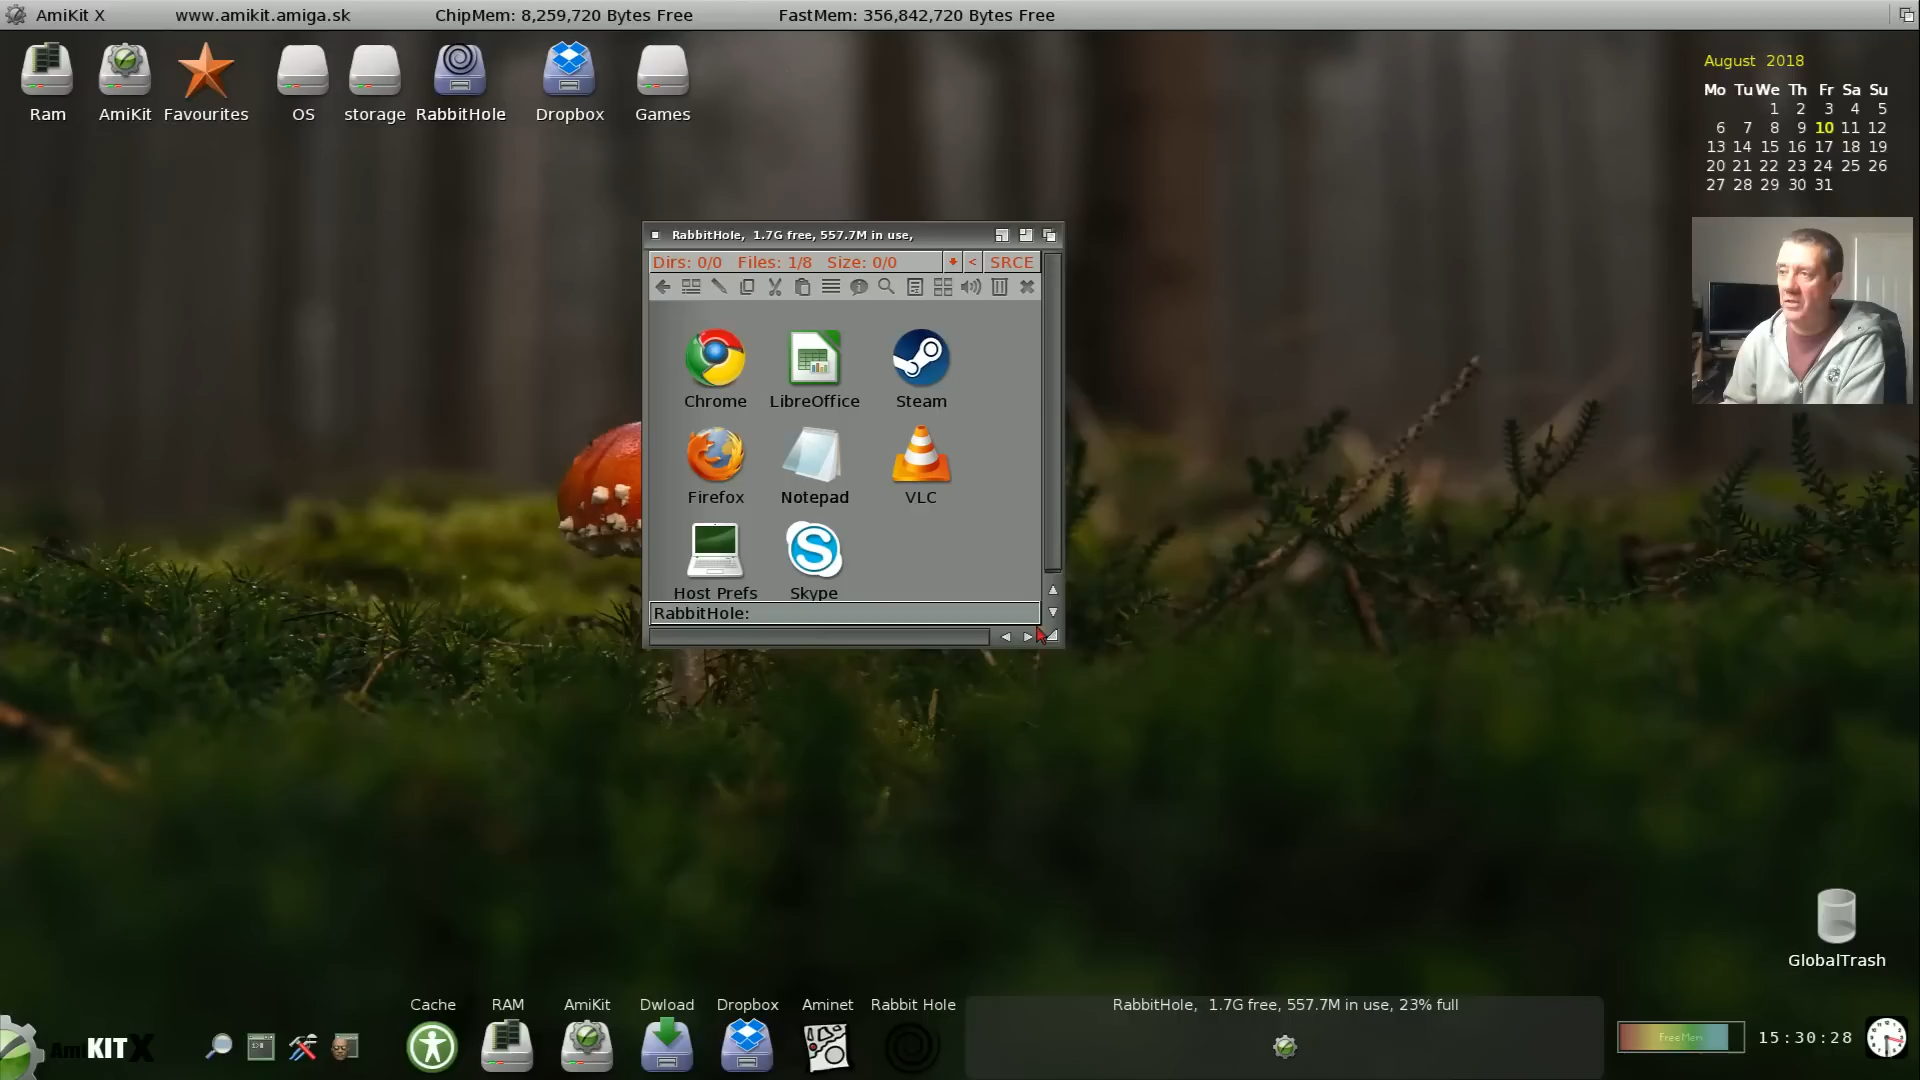 AmiKit X www.amikit.amiga.sk ChipMem: 8,259,720 Bytes Free FastMem: 356,842,720 Bytes Free
Ram AmiKit Favourites OS storage RabbitHole Dropbox Games
August 2018
Mo Tu We Th Fr Sa Su
1 2 3 4 5
6 7 8 9 10 11 12
13 14 15 16 17 18 19
20 21 22 23 24 25 26
27 28 29 30 31
RabbitHole, 1.7G free, 557.7M in use,
Dirs: 0/0 Files: 1/8 Size: 0/0 < SRCE
Chrome LibreOffice Steam
Firefox Notepad VLC
Host Prefs Skype
RabbitHole:
GlobalTrash
Cache RAM AmiKit Dwload Dropbox Aminet Rabbit Hole
RabbitHole, 1.7G free, 557.7M in use, 23% full
AmiKITX
FreeMem
15:30:28